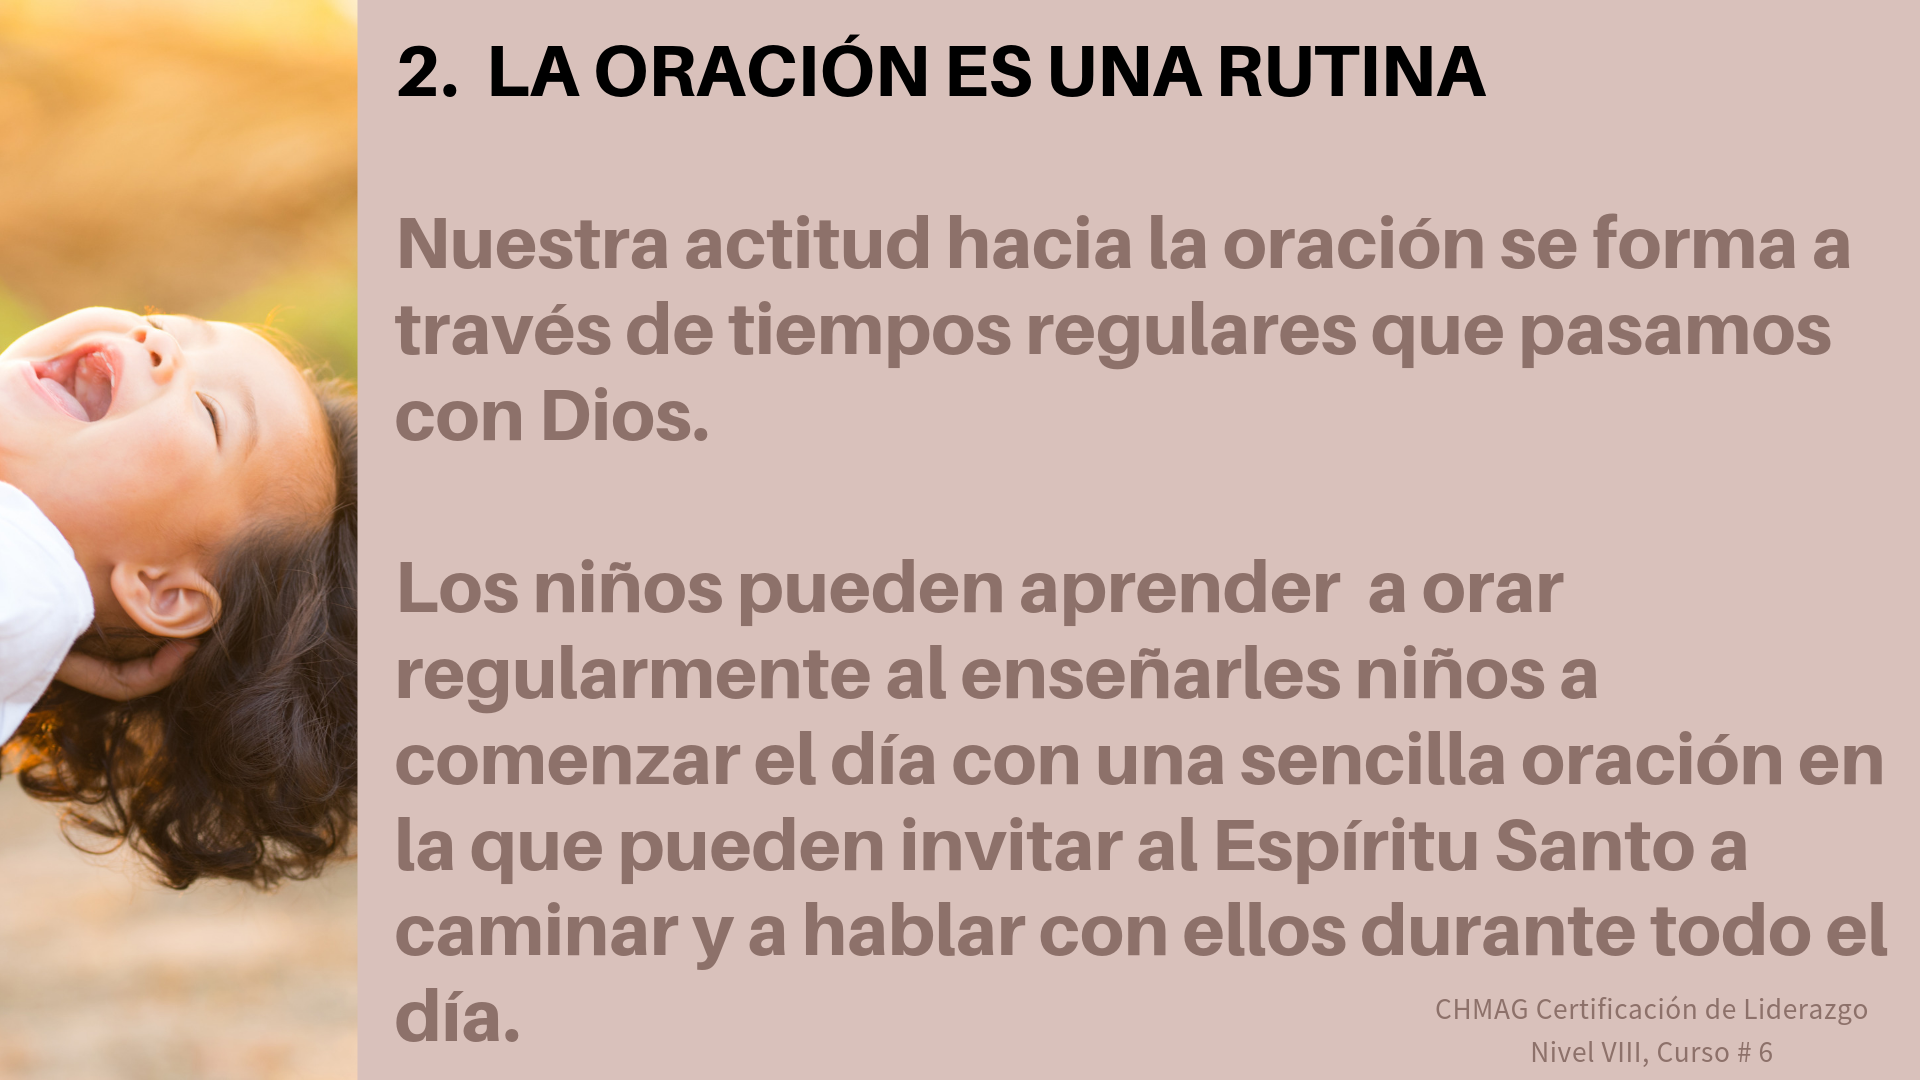 2. LA ORACIÓN ES UNA RUTINA
Nuestra actitud hacia la oración se forma a
través de tiempos regulares que pasamos
con Dios.
Los niños pueden aprender a orar
regularmente al enseñarles niños a
comenzar el día con una sencilla oración en
la que pueden invitar al Espíritu Santo a
caminar y a hablar con ellos durante todo el
día.
CHMAG Certificación de Liderazgo
Nivel VIII, Curso # 6